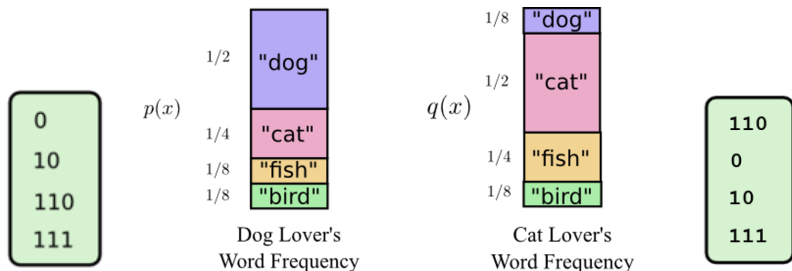 0
10
110
111
p(x)
1/2
"dog"
1/4
"cat"
1/8
"fish"
1/8
"bird"
Dog Lover's
Word Frequency
q(x)
1/8
"dog"
1/2
"cat"
1/4
"fish"
1/8
"bird"
Cat Lover's
Word Frequency
110
0
10
111